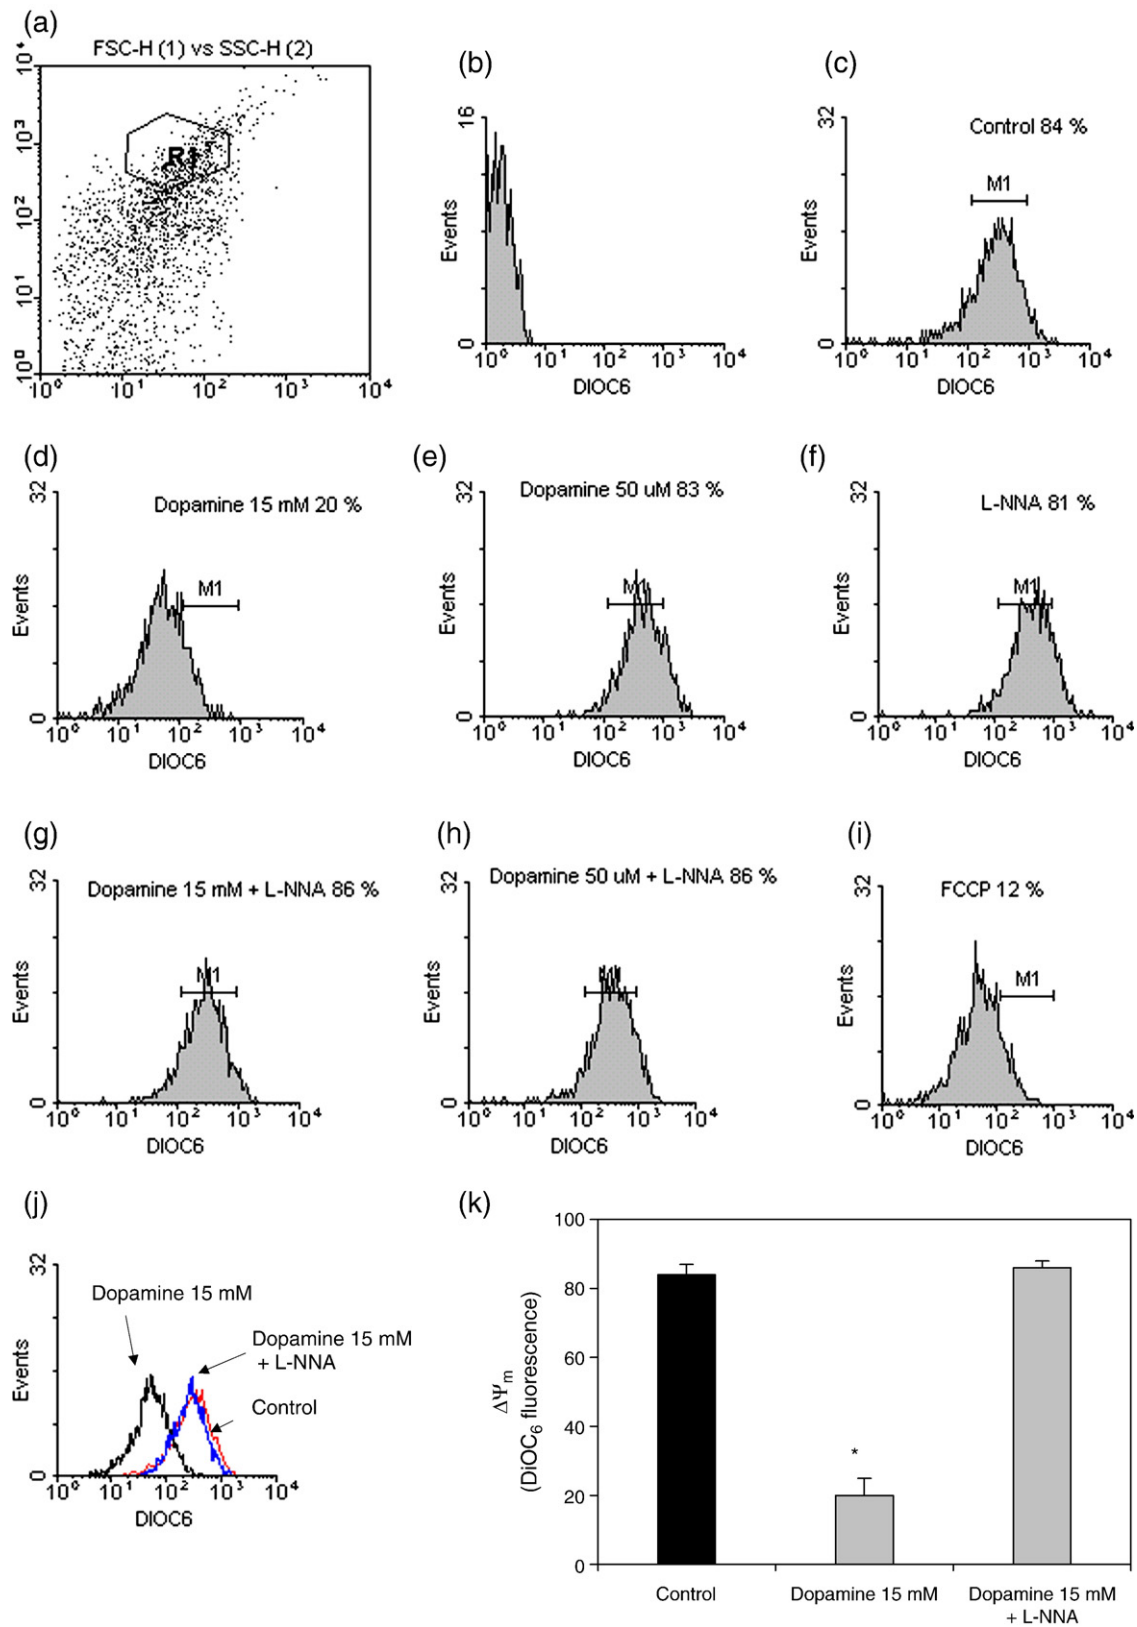 (a)
FSC-H (1) vs SSC-H (2)
10⁴
10³
10²
10¹
10⁰
R1
10⁰ 10¹ 10² 10³ 10⁴
(b)
16
Events
0
10⁰ 10¹ 10² 10³ 10⁴
DIOC6
(c)
32
Control 84 %
M1
Events
0
10⁰ 10¹ 10² 10³ 10⁴
DIOC6
(d)
32
Dopamine 15 mM 20 %
M1
Events
0
10⁰ 10¹ 10² 10³ 10⁴
DIOC6
(e)
32
Dopamine 50 uM 83 %
M1
Events
0
10⁰ 10¹ 10² 10³ 10⁴
DIOC6
(f)
32
L-NNA 81 %
M1
Events
0
10⁰ 10¹ 10² 10³ 10⁴
DIOC6
(g)
32
Dopamine 15 mM + L-NNA 86 %
M1
Events
0
10⁰ 10¹ 10² 10³ 10⁴
DIOC6
(h)
32
Dopamine 50 uM + L-NNA 86 %
M1
Events
0
10⁰ 10¹ 10² 10³ 10⁴
DIOC6
(i)
32
FCCP 12 %
M1
Events
0
10⁰ 10¹ 10² 10³ 10⁴
DIOC6
(j)
32
Dopamine 15 mM
Dopamine 15 mM
+ L-NNA
Control
Events
0
10⁰ 10¹ 10² 10³ 10⁴
DIOC6
(k)
100
80
60
40
20
0
ΔΨm
(DiOC₆ fluorescence)
*
Control
Dopamine 15 mM
Dopamine 15 mM
+ L-NNA